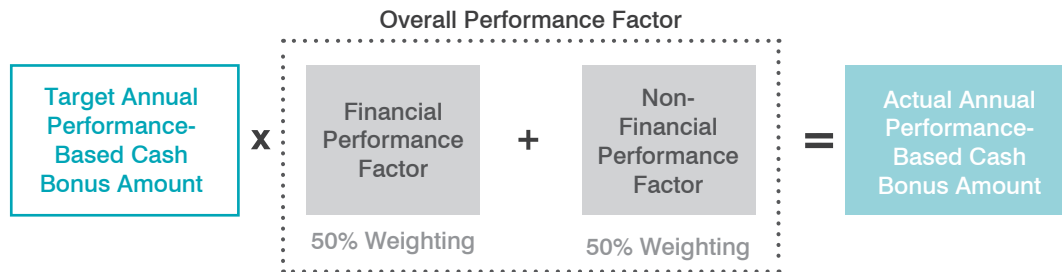 Overall Performance Factor
Target Annual
Performance-
Based Cash
Bonus Amount
x
Financial
Performance
Factor
+
Non-
Financial
Performance
Factor
=
Actual Annual
Performance-
Based Cash
Bonus Amount
50% Weighting
50% Weighting